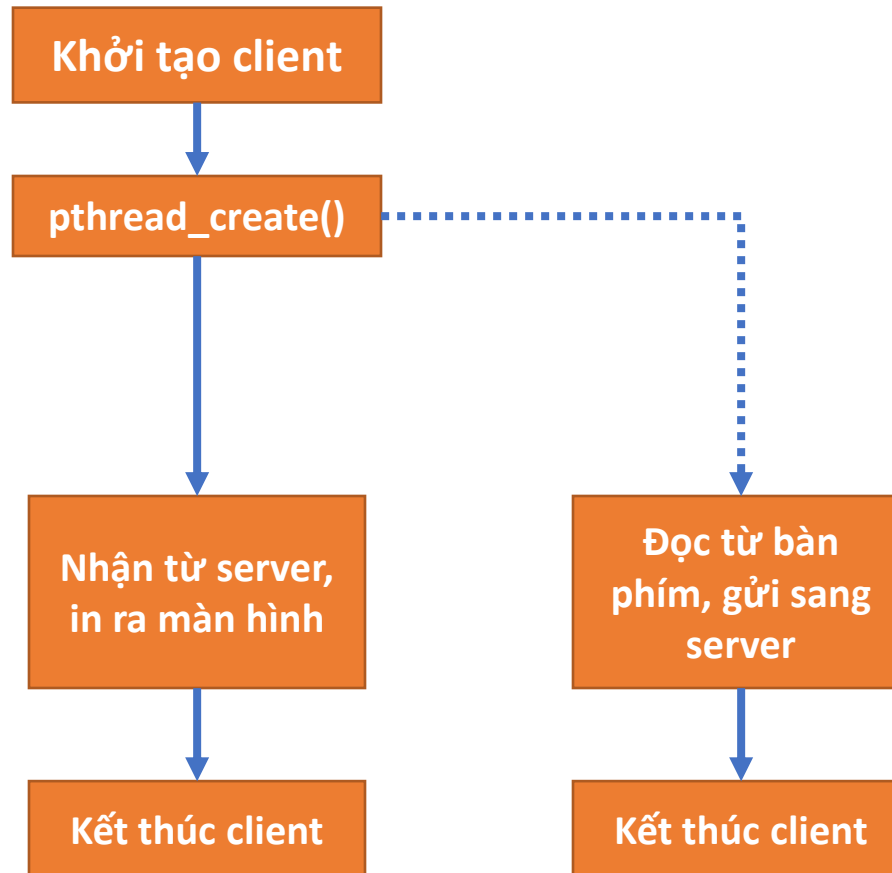 Khởi tạo client
pthread_create()
Nhận từ server,
in ra màn hình
Đọc từ bàn
phím, gửi sang
server
Kết thúc client
Kết thúc client